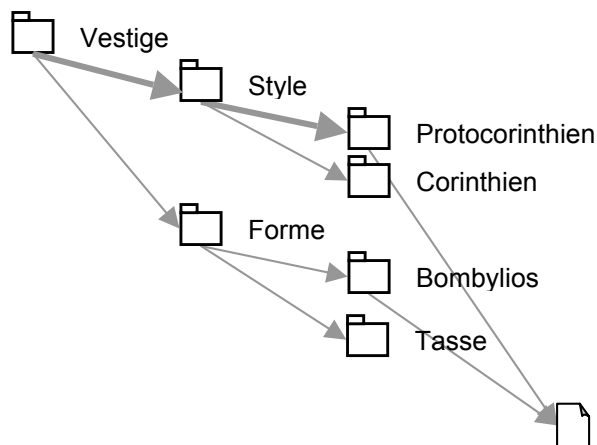 Vestige
Style
Protocorinthien
Corinthien
Forme
Bombylios
Tasse